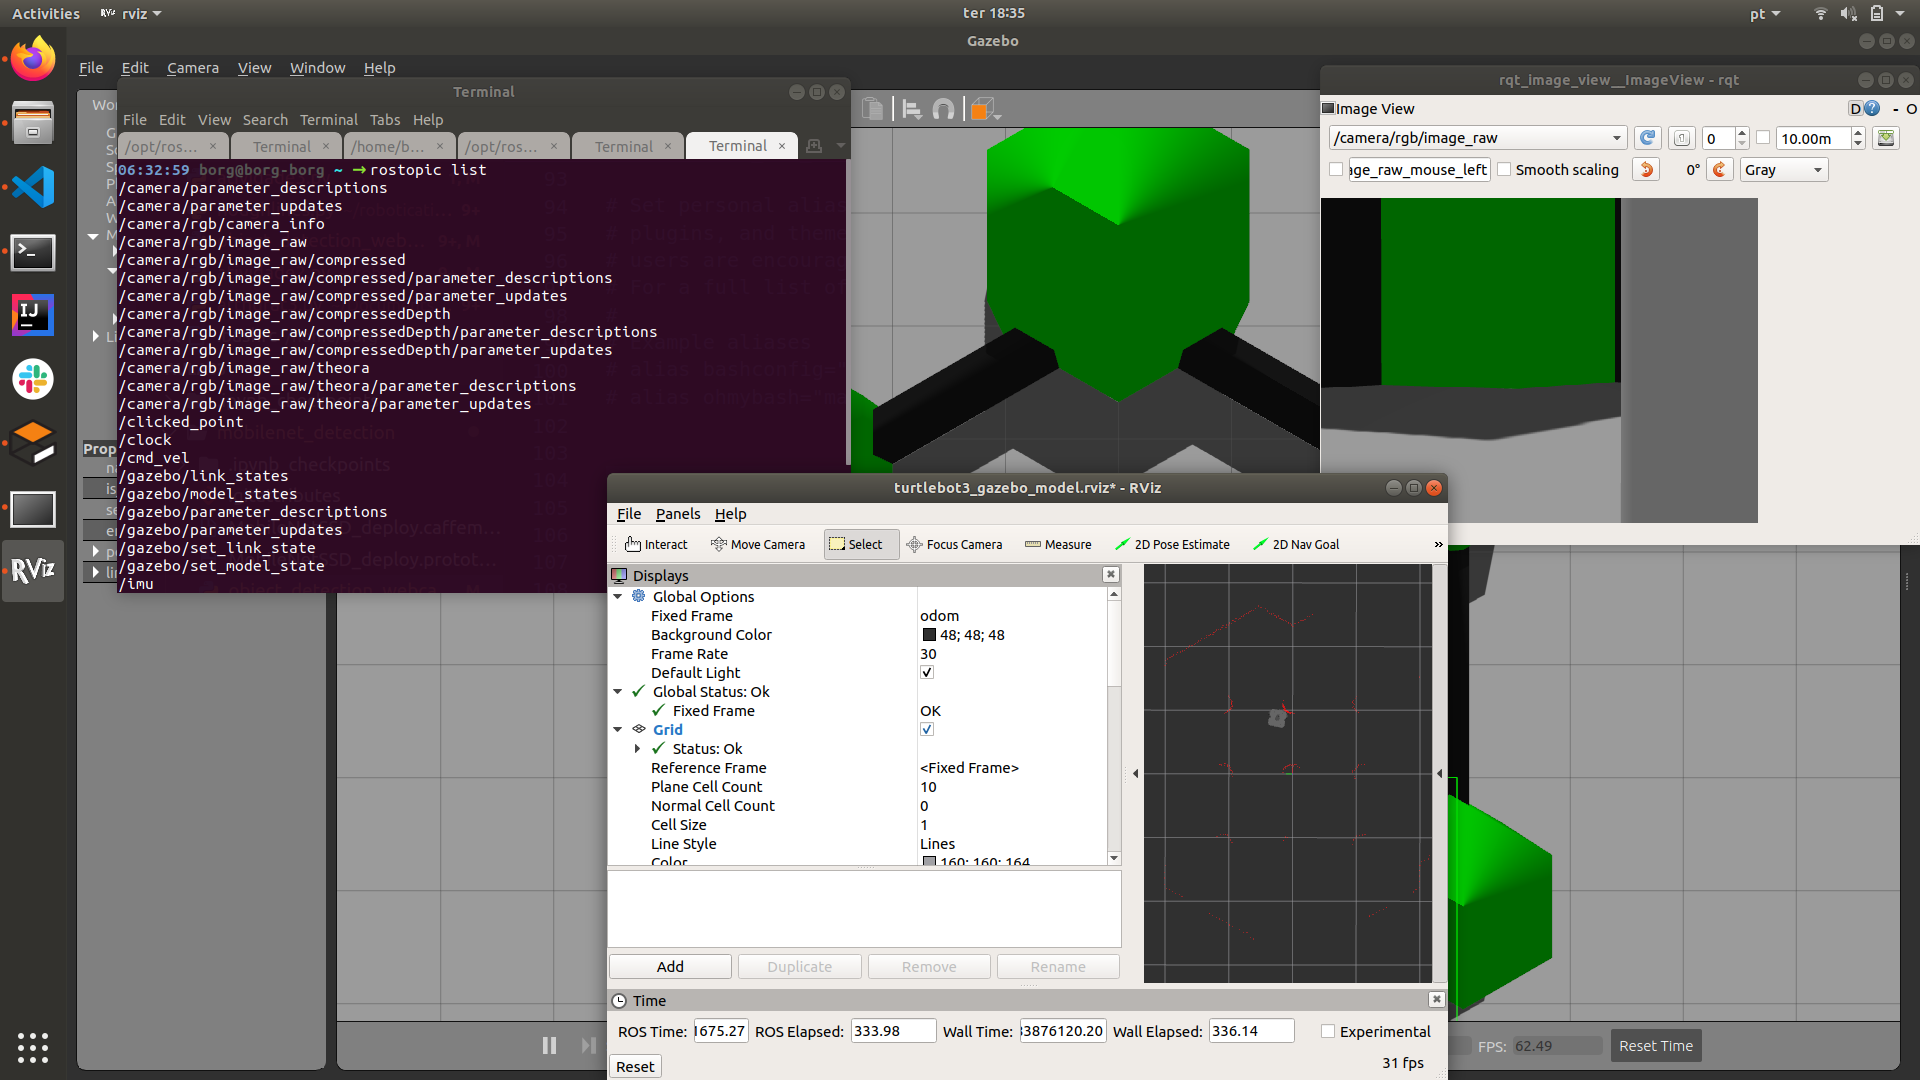 Activities
rviz
ter 18:35
pt
Gazebo
File Edit Camera View Window Help
Terminal
File Edit View Search Terminal Tabs Help
/opt/ros... × Terminal × /home/b... × /opt/ros... × Terminal × Terminal ×
06:32:59 borg@borg-borg ~ → rostopic list
/camera/parameter_descriptions
/camera/parameter_updates
/camera/rgb/camera_info
/camera/rgb/image_raw
/camera/rgb/image_raw/compressed
/camera/rgb/image_raw/compressed/parameter_descriptions
/camera/rgb/image_raw/compressed/parameter_updates
/camera/rgb/image_raw/compressedDepth
/camera/rgb/image_raw/compressedDepth/parameter_descriptions
/camera/rgb/image_raw/compressedDepth/parameter_updates
/camera/rgb/image_raw/theora
/camera/rgb/image_raw/theora/parameter_descriptions
/camera/rgb/image_raw/theora/parameter_updates
/clicked_point
/clock
/cmd_vel
/gazebo/link_states
/gazebo/model_states
/gazebo/parameter_descriptions
/gazebo/parameter_updates
/gazebo/set_link_state
/gazebo/set_model_state
/imu
rqt_image_view__ImageView - rqt
Image View
D
- O
/camera/rgb/image_raw
0
10.00m
age_raw_mouse_left
Smooth scaling
0°
Gray
Prop
IJ
RViz
turtlebot3_gazebo_model.rviz* - RViz
File Panels Help
Interact Move Camera Select Focus Camera Measure 2D Pose Estimate 2D Nav Goal »
Displays
Global Options
Fixed Frame odom
Background Color 48; 48; 48
Frame Rate 30
Default Light ✓
Global Status: Ok
Fixed Frame OK
Grid ✓
Status: Ok
Reference Frame <Fixed Frame>
Plane Cell Count 10
Normal Cell Count 0
Cell Size 1
Line Style Lines
Color 160; 160; 164
Add Duplicate Remove Rename
Time
ROS Time: 1675.27 ROS Elapsed: 333.98 Wall Time: 33876120.20 Wall Elapsed: 336.14 Experimental
Reset
31 fps
FPS: 62.49
Reset Time